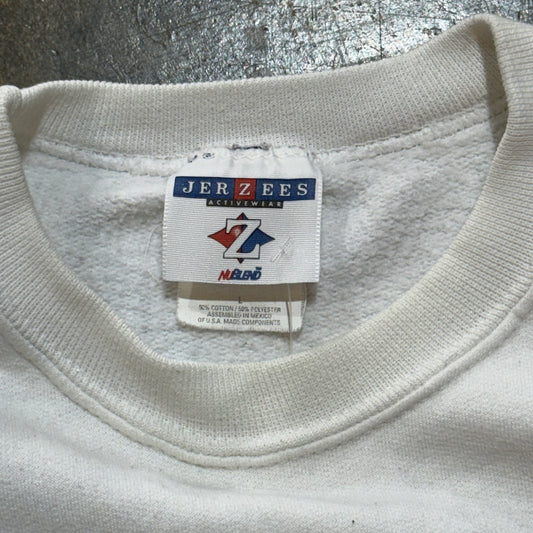 JERZEES
ACTIVEWEAR
Z
NUBLEND
L
50% COTTON / 50% POLYESTER
ASSEMBLED IN MEXICO
OF U.S.A. MADE COMPONENTS